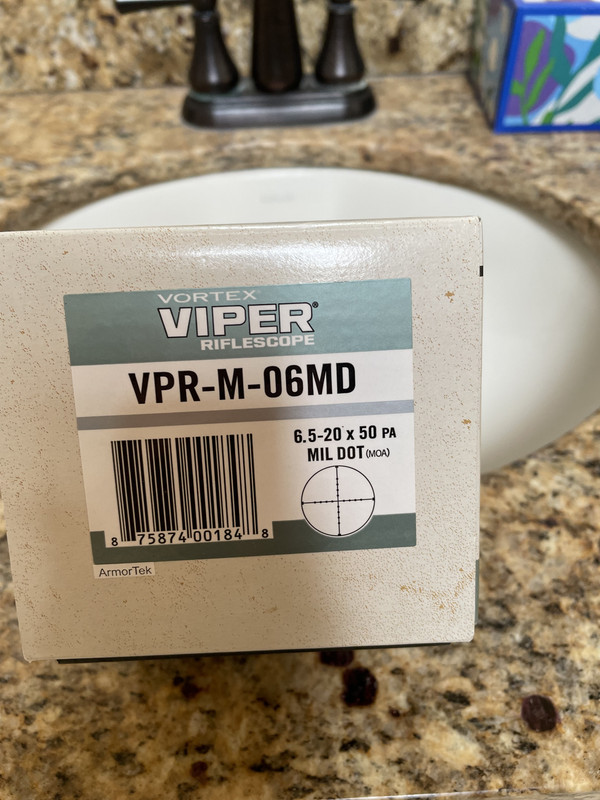 VORTEX
VIPER®
RIFLESCOPE
VPR-M-06MD
6.5-20 x 50 PA
MIL DOT (MOA)
8 75874 00184 8
ArmorTek